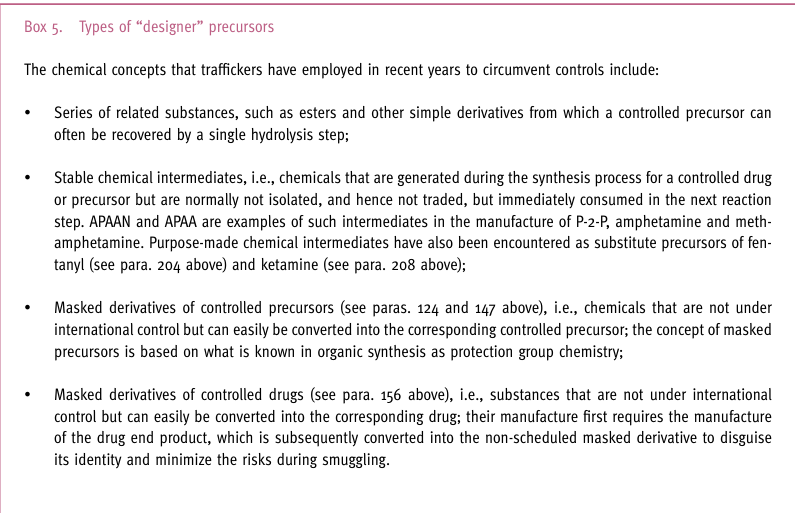 Box 5. Types of “designer” precursors
The chemical concepts that traffickers have employed in recent years to circumvent controls include:
• Series of related substances, such as esters and other simple derivatives from which a controlled precursor can
often be recovered by a single hydrolysis step;
• Stable chemical intermediates, i.e., chemicals that are generated during the synthesis process for a controlled drug
or precursor but are normally not isolated, and hence not traded, but immediately consumed in the next reaction
step. APAAN and APAA are examples of such intermediates in the manufacture of P-2-P, amphetamine and meth-
amphetamine. Purpose-made chemical intermediates have also been encountered as substitute precursors of fen-
tanyl (see para. 204 above) and ketamine (see para. 208 above);
• Masked derivatives of controlled precursors (see paras. 124 and 147 above), i.e., chemicals that are not under
international control but can easily be converted into the corresponding controlled precursor; the concept of masked
precursors is based on what is known in organic synthesis as protection group chemistry;
• Masked derivatives of controlled drugs (see para. 156 above), i.e., substances that are not under international
control but can easily be converted into the corresponding drug; their manufacture first requires the manufacture
of the drug end product, which is subsequently converted into the non-scheduled masked derivative to disguise
its identity and minimize the risks during smuggling.